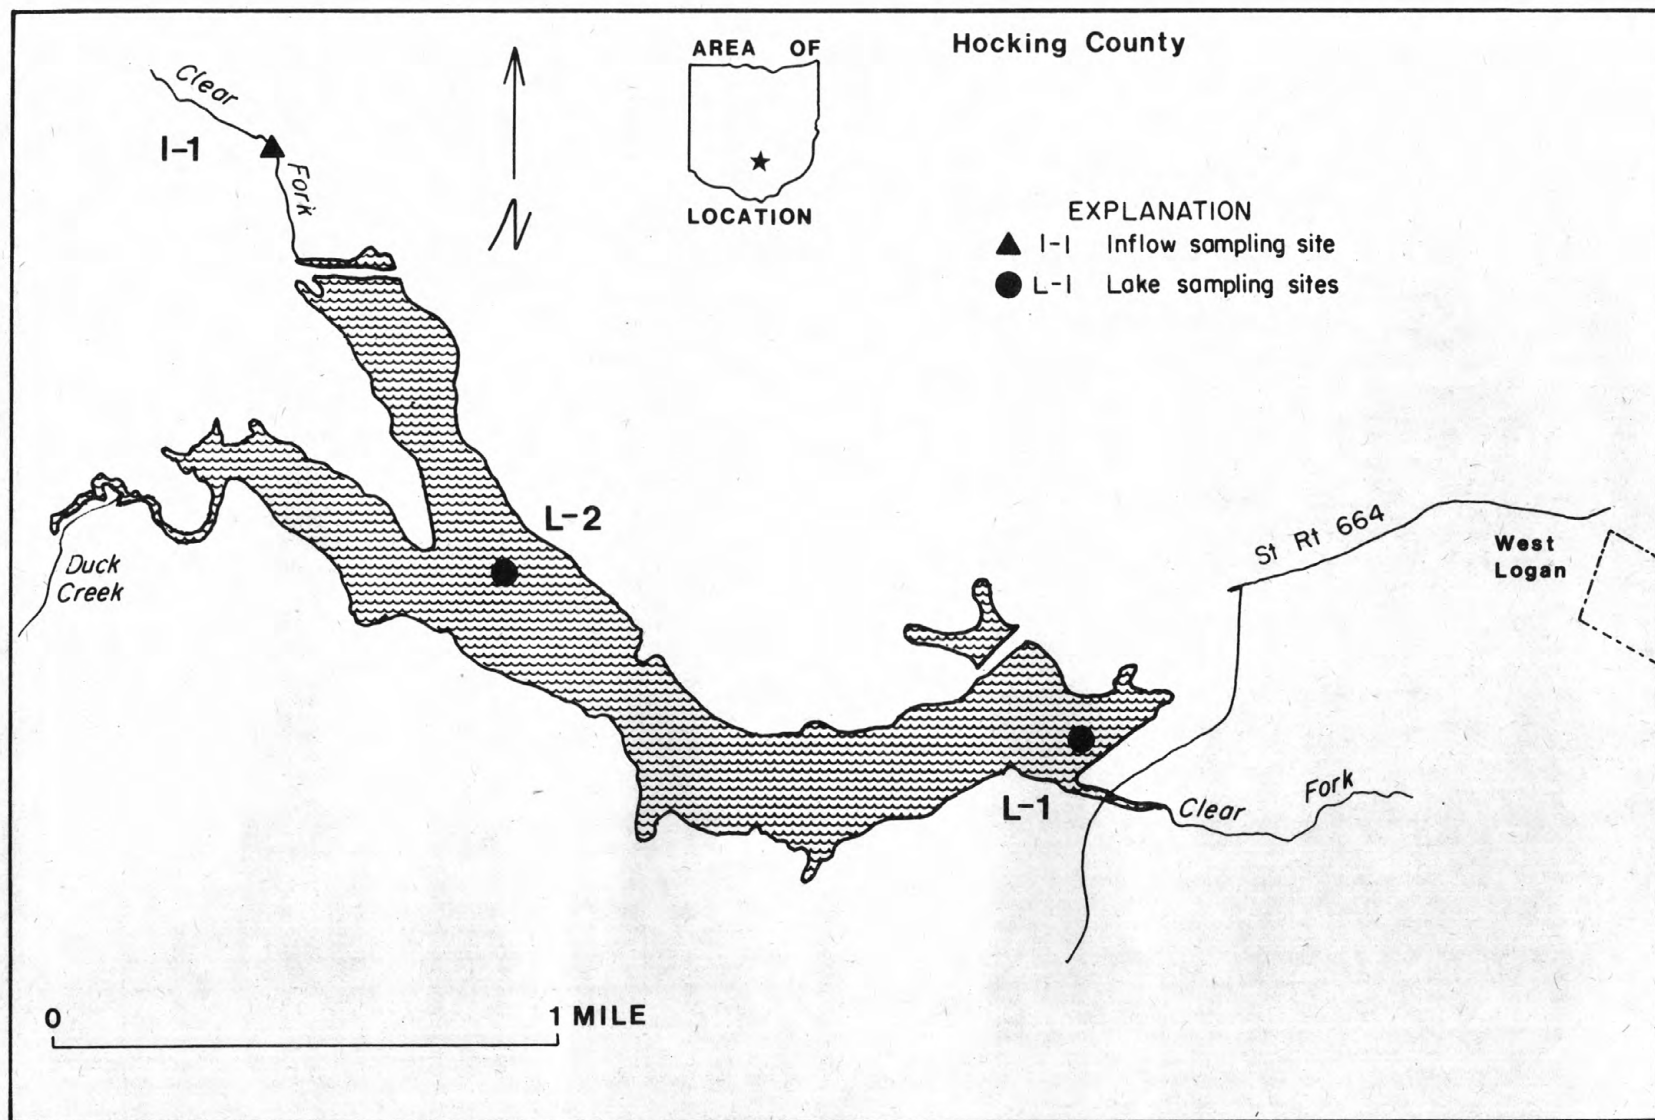 Hocking County
AREA OF
LOCATION
N
Clear
Fork
I-1
EXPLANATION
I-1 Inflow sampling site
L-1 Lake sampling sites
L-2
St Rt 664
West
Logan
Duck
Creek
L-1
Clear
Fork
0
1 MILE